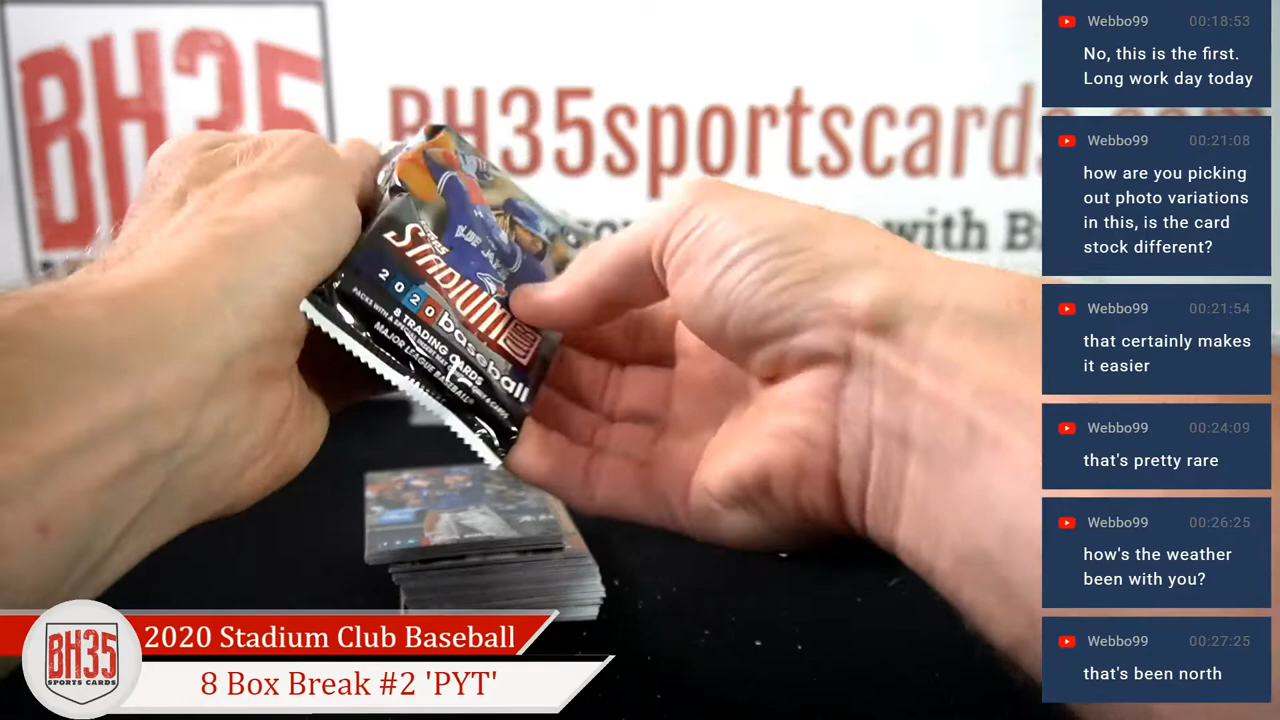 BH35
BH35sportscards.com
with B
BLUE JAYS
TOPPS
STADIUM
CLUB
2020 baseball
8 TRADING CARDS
MAJOR LEAGUE BASEBALL
BH35
SPORTS CARDS
2020 Stadium Club Baseball
8 Box Break #2 'PYT'
Webbo99 00:18:53
No, this is the first.
Long work day today
Webbo99 00:21:08
how are you picking
out photo variations
in this, is the card
stock different?
Webbo99 00:21:54
that certainly makes
it easier
Webbo99 00:24:09
that's pretty rare
Webbo99 00:26:25
how's the weather
been with you?
Webbo99 00:27:25
that's been north